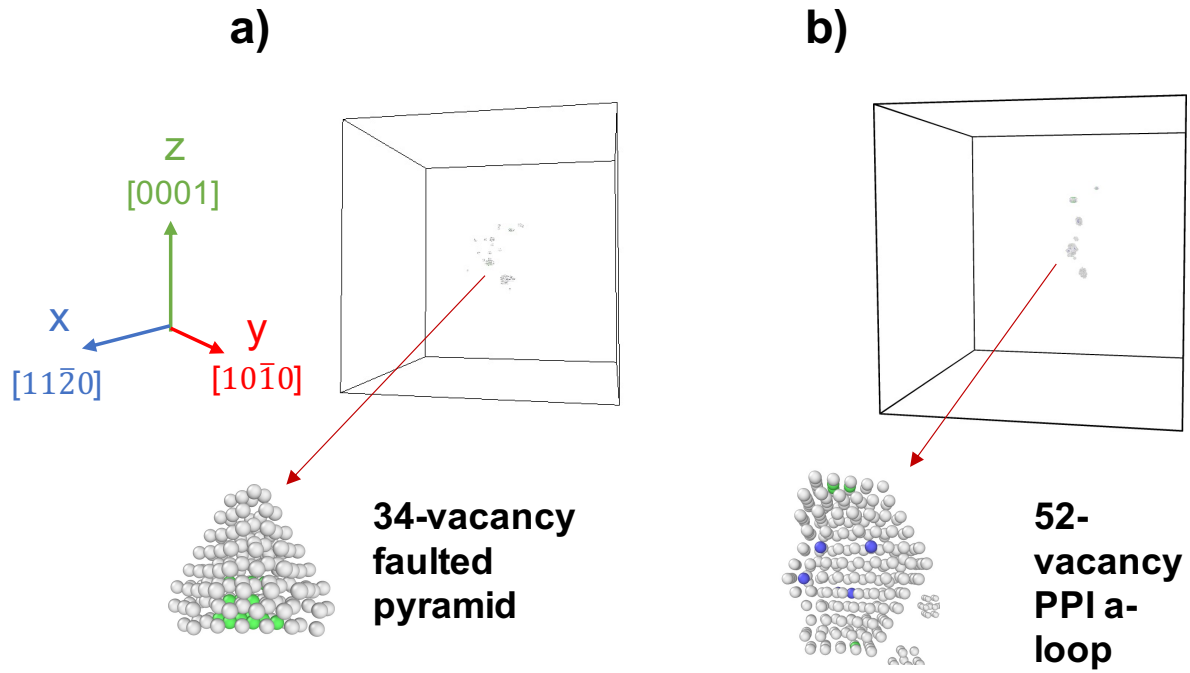 a)
b)
z
[0001]
x
y
[112̅0]
[101̅0]
34-vacancy
faulted
pyramid
52-
vacancy
PPI a-
loop